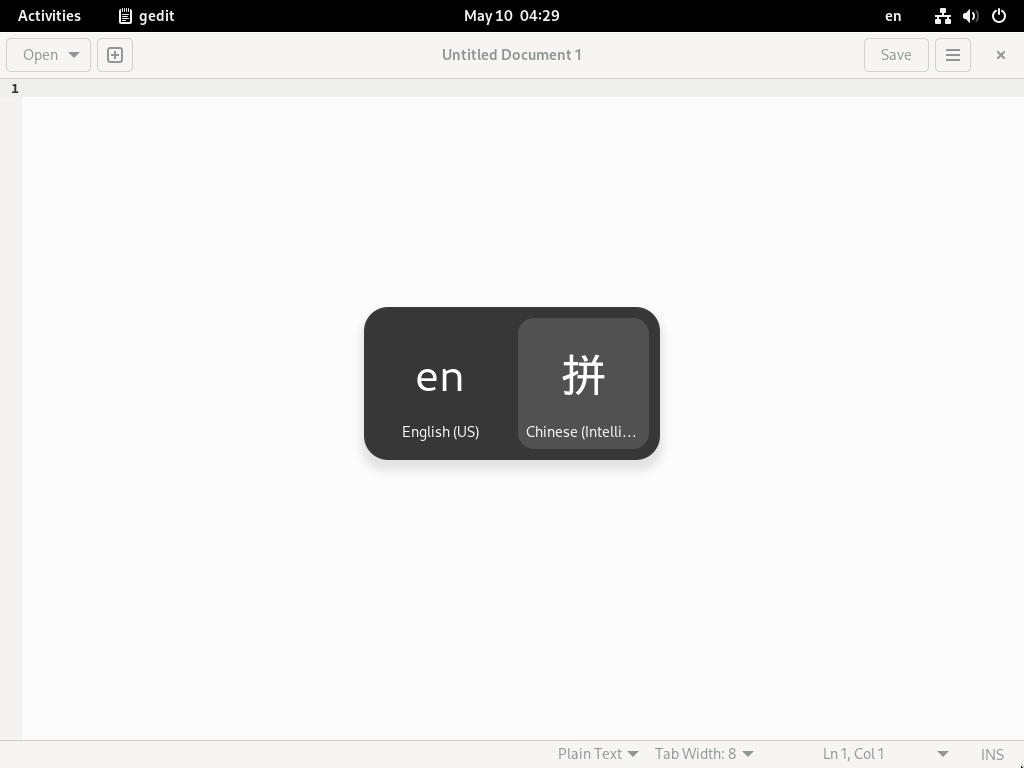 Activities gedit May 10 04:29 en
Open Untitled Document 1 Save
1
en 拼
English (US) Chinese (Intelli...
Plain Text Tab Width: 8 Ln 1, Col 1 INS